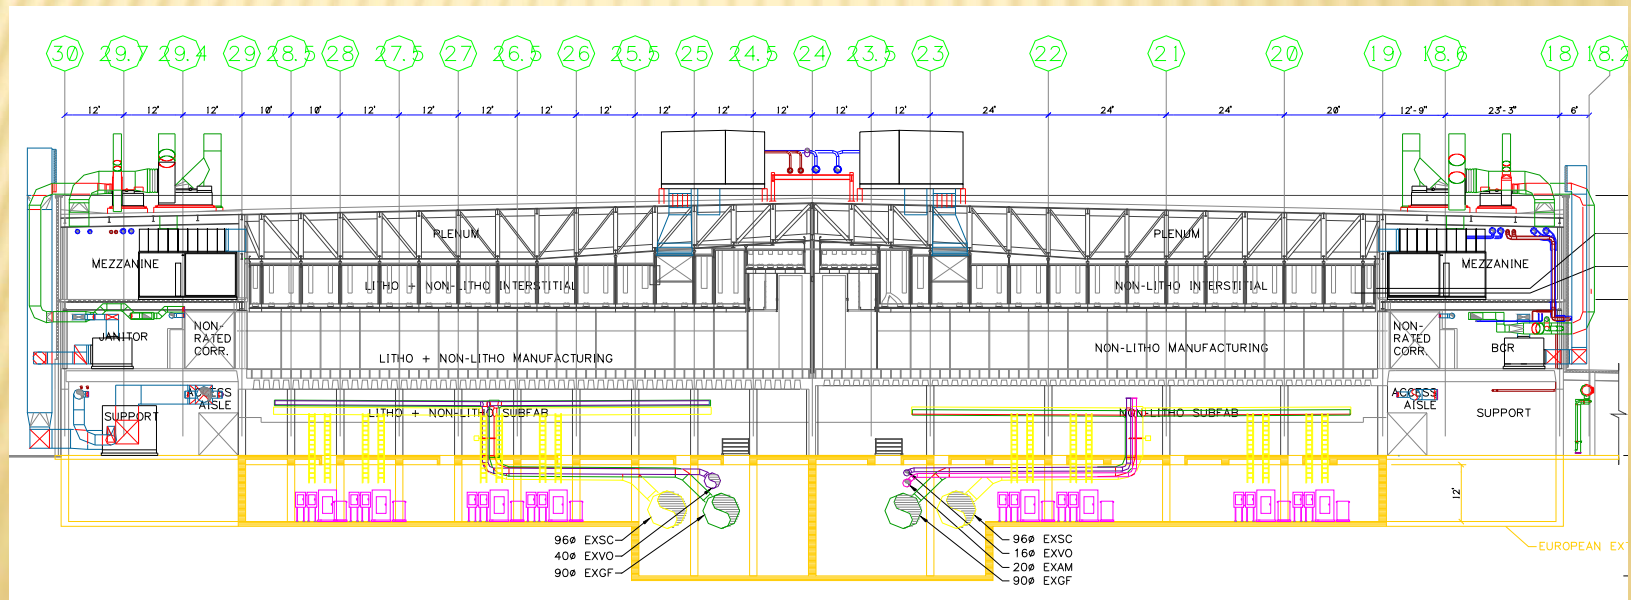 30 29.7 29.4 29 28.5 28 27.5 27 26.5 26 25.5 25 24.5 24 23.5 23 22 21 20 19 18.6 18 18.2
12' 12' 12' 10' 10' 12' 12' 12' 12' 12' 12' 12' 12' 12' 24' 24' 24' 20' 12'-9" 23'-3" 6'
PLENUM PLENUM
MEZZANINE MEZZANINE
LITHO + NON-LITHO INTERSTITIAL NON-LITHO INTERSTITIAL
JANITOR
NON-
RATED
CORR.
LITHO + NON-LITHO MANUFACTURING NON-LITHO MANUFACTURING
NON-
RATED
CORR.
BCR
ACCESS
AISLE
SUPPORT
LITHO + NON-LITHO SUBFAB NON-LITHO SUBFAB
ACCESS
AISLE
SUPPORT
12'
96ø EXSC
40ø EXVO
90ø EXGF
96ø EXSC
16ø EXVO
20ø EXAM
90ø EXGF
EUROPEAN